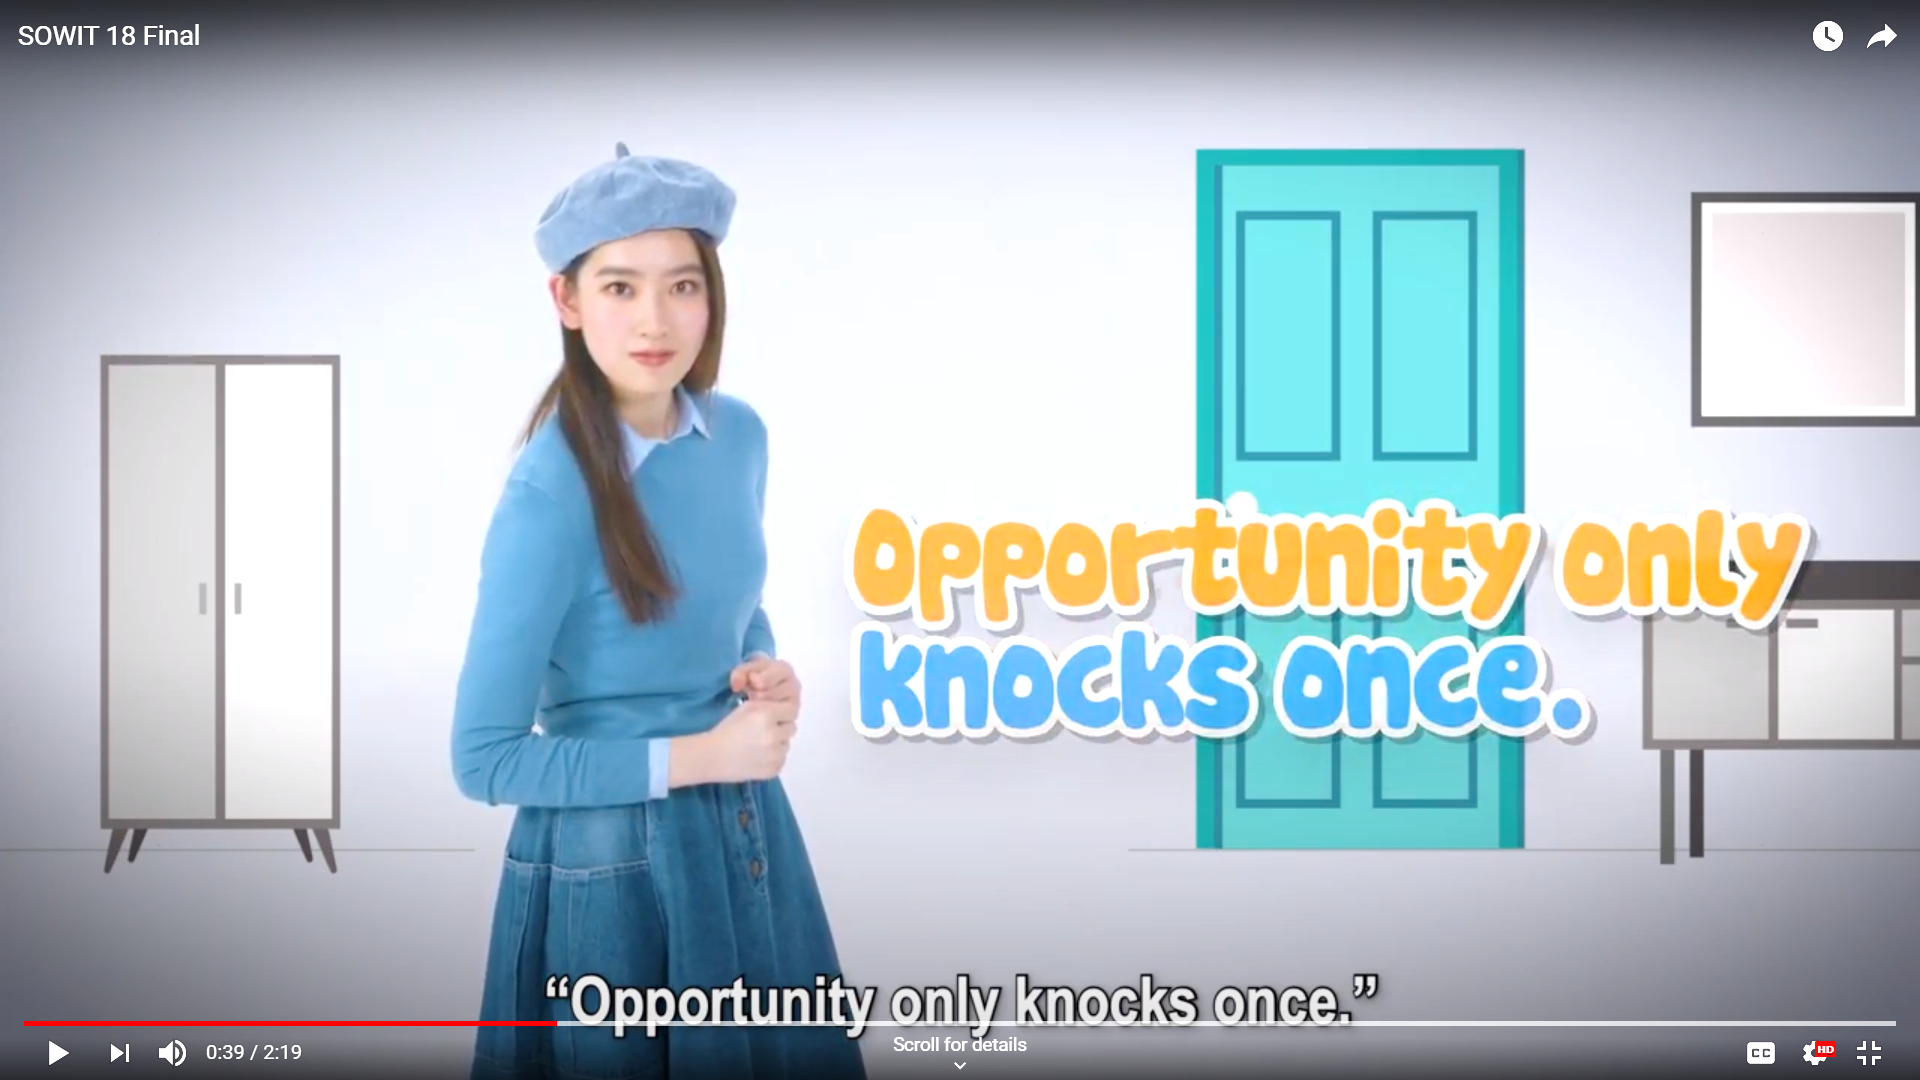 SOWIT 18 Final
Opportunity only
knocks once.
“Opportunity only knocks once.”
Scroll for details
0:39 / 2:19
CC
HD